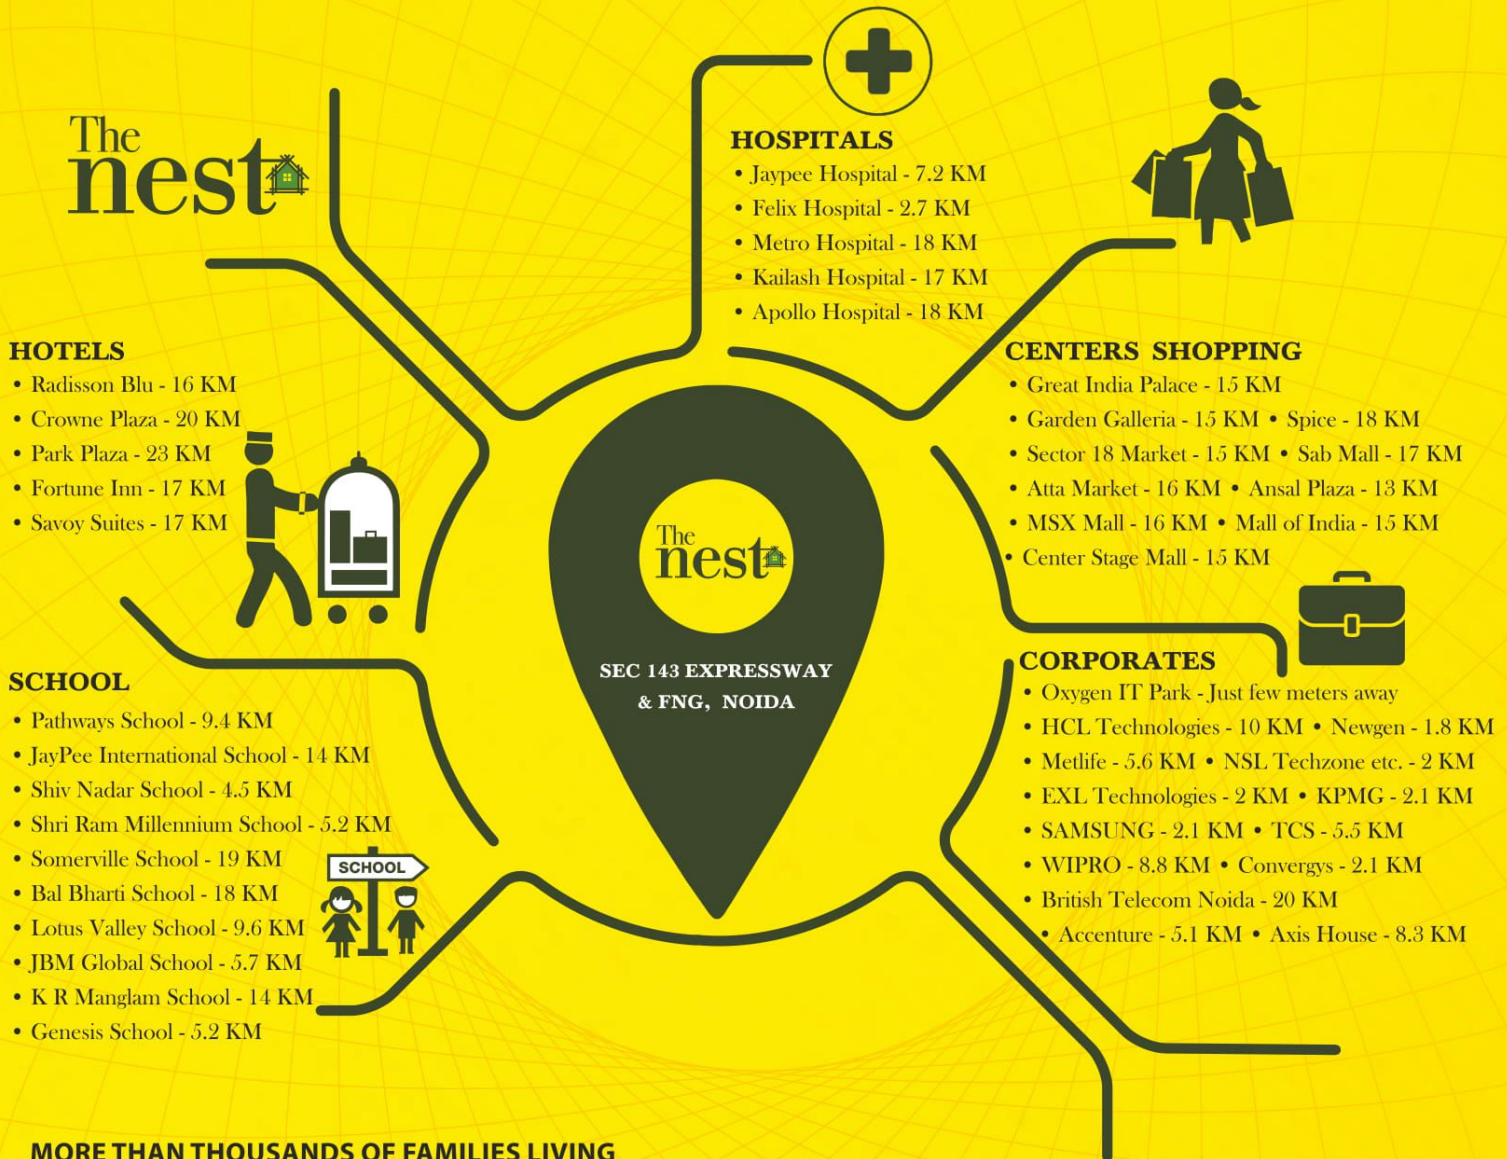 The
nest
HOSPITALS
• Jaypee Hospital - 7.2 KM
• Felix Hospital - 2.7 KM
• Metro Hospital - 18 KM
• Kailash Hospital - 17 KM
• Apollo Hospital - 18 KM
HOTELS
• Radisson Blu - 16 KM
• Crowne Plaza - 20 KM
• Park Plaza - 23 KM
• Fortune Inn - 17 KM
• Savoy Suites - 17 KM
CENTERS SHOPPING
• Great India Palace - 15 KM
• Garden Galleria - 15 KM • Spice - 18 KM
• Sector 18 Market - 15 KM • Sab Mall - 17 KM
• Atta Market - 16 KM • Ansal Plaza - 13 KM
• MSX Mall - 16 KM • Mall of India - 15 KM
• Center Stage Mall - 15 KM
The
nest
SEC 143 EXPRESSWAY
& FNG, NOIDA
SCHOOL
• Pathways School - 9.4 KM
• JayPee International School - 14 KM
• Shiv Nadar School - 4.5 KM
• Shri Ram Millennium School - 5.2 KM
• Somerville School - 19 KM
• Bal Bharti School - 18 KM
• Lotus Valley School - 9.6 KM
• JBM Global School - 5.7 KM
• K R Manglam School - 14 KM
• Genesis School - 5.2 KM
SCHOOL
CORPORATES
• Oxygen IT Park - Just few meters away
• HCL Technologies - 10 KM • Newgen - 1.8 KM
• Metlife - 5.6 KM • NSL Techzone etc. - 2 KM
• EXL Technologies - 2 KM • KPMG - 2.1 KM
• SAMSUNG - 2.1 KM • TCS - 5.5 KM
• WIPRO - 8.8 KM • Convergys - 2.1 KM
• British Telecom Noida - 20 KM
• Accenture - 5.1 KM • Axis House - 8.3 KM
MORE THAN THOUSANDS OF FAMILIES LIVING